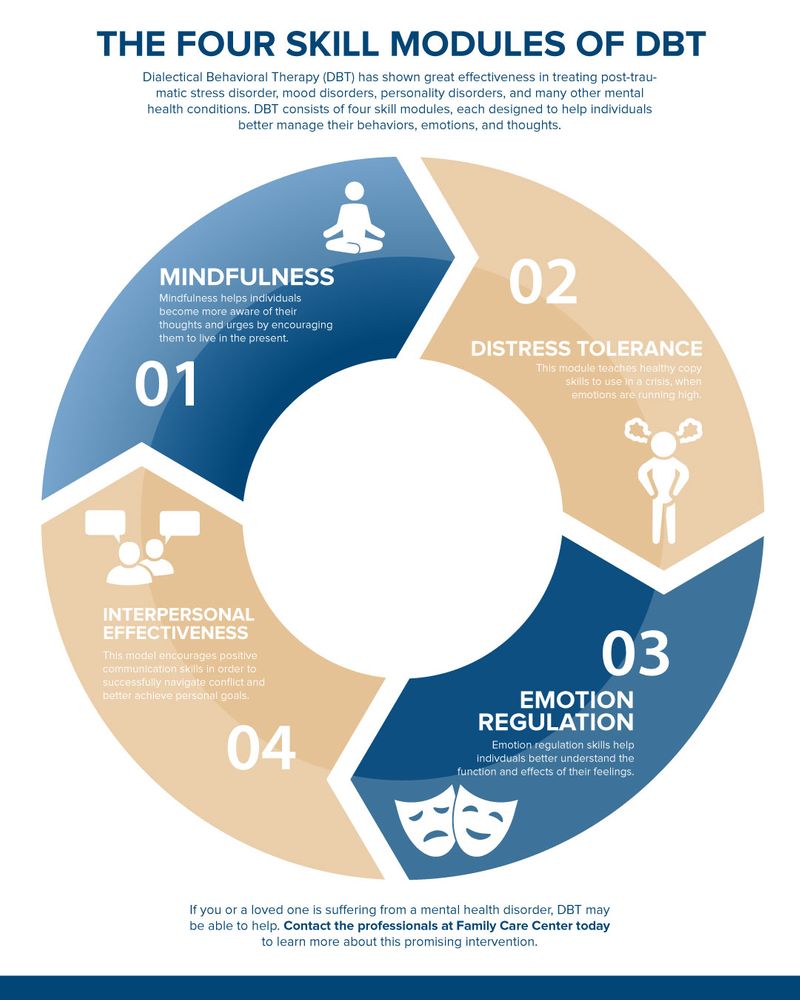 THE FOUR SKILL MODULES OF DBT
Dialectical Behavioral Therapy (DBT) has shown great effectiveness in treating post-trau-
matic stress disorder, mood disorders, personality disorders, and many other mental
health conditions. DBT consists of four skill modules, each designed to help individuals
better manage their behaviors, emotions, and thoughts.
MINDFULNESS
Mindfulness helps individuals
become more aware of their
thoughts and urges by encouraging
them to live in the present.
01
02
DISTRESS TOLERANCE
This module teaches healthy copy
skills to use in a crisis, when
emotions are running high.
03
EMOTION
REGULATION
Emotion regulation skills help
indivduals better understand the
function and effects of their feelings.
INTERPERSONAL
EFFECTIVENESS
This model encourages positive
communication skills in order to
successfully navigate conflict and
better achieve personal goals.
04
If you or a loved one is suffering from a mental health disorder, DBT may
be able to help. Contact the professionals at Family Care Center today
to learn more about this promising intervention.